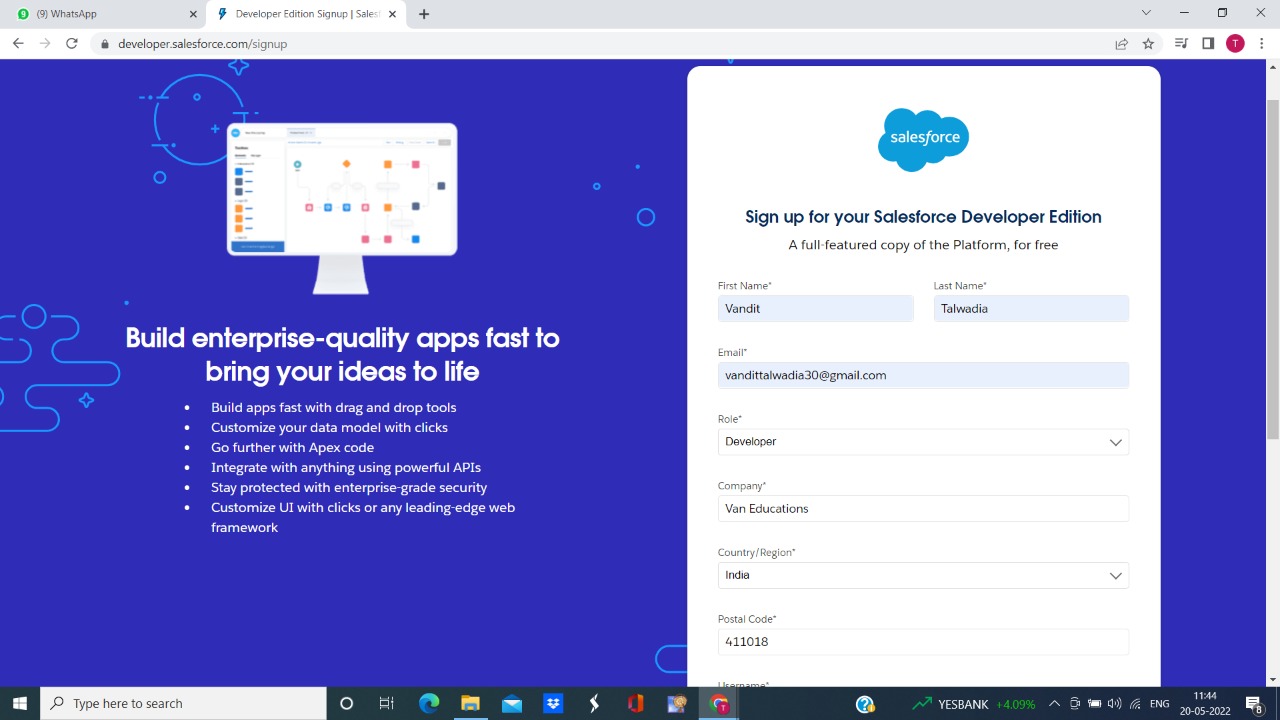 (9) WhatsApp
Developer Edition Signup | Sales
developer.salesforce.com/signup
T
salesforce
Sign up for your Salesforce Developer Edition
A full-featured copy of the Platform, for free
First Name*
Last Name*
Vandit
Talwadia
Email*
vandittalwadia30@gmail.com
Role*
Developer
Company*
Van Educations
Country/Region*
India
Postal Code*
411018
Username*
Build enterprise-quality apps fast to
bring your ideas to life
• Build apps fast with drag and drop tools
• Customize your data model with clicks
• Go further with Apex code
• Integrate with anything using powerful APIs
• Stay protected with enterprise-grade security
• Customize UI with clicks or any leading-edge web
framework
Type here to search
YESBANK +4.09%
ENG
11:44
20-05-2022
8